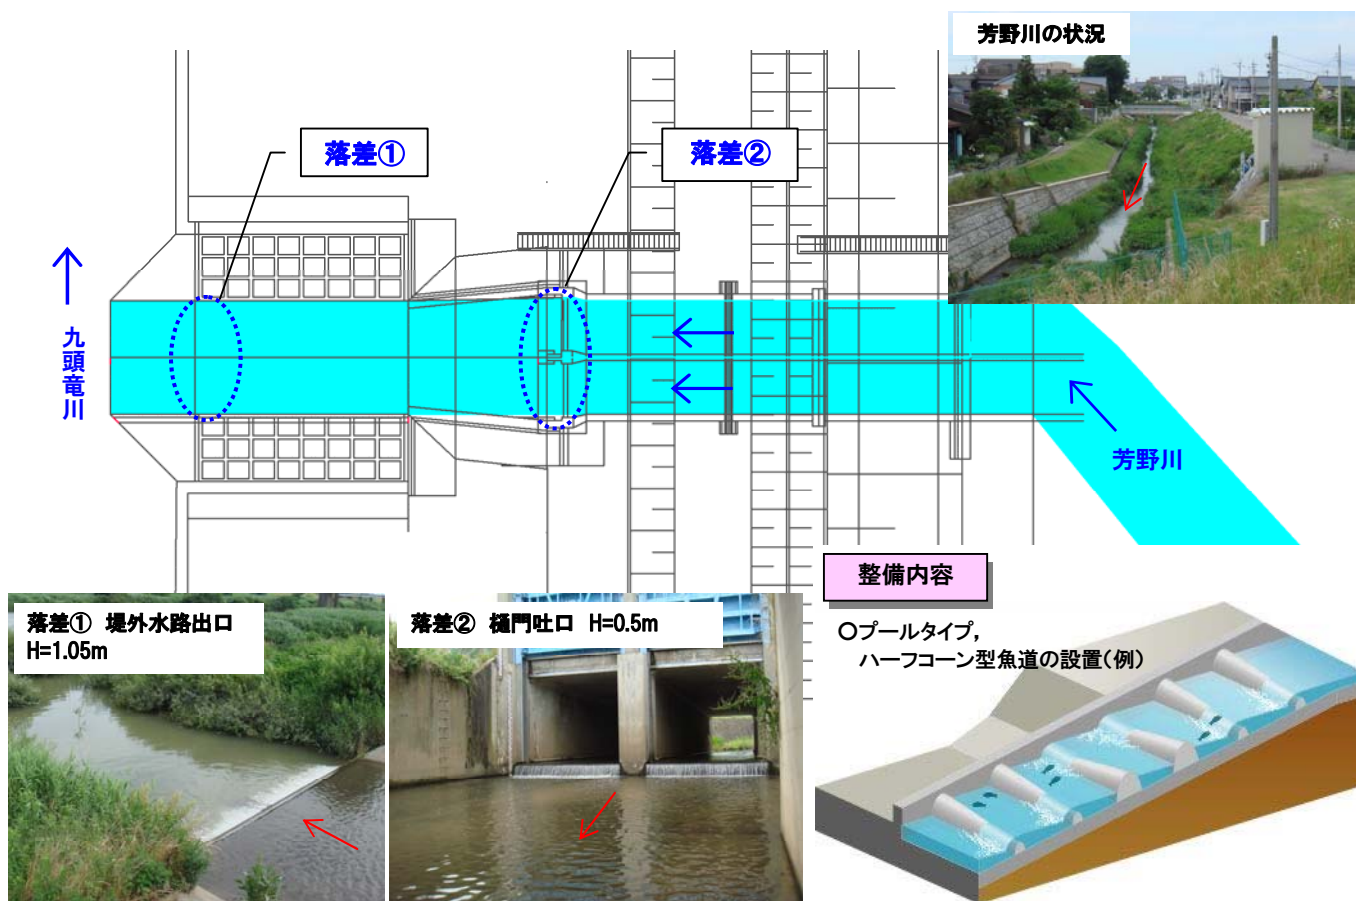 芳野川の状況
落差①
落差②
九頭竜川
芳野川
整備内容
○プールタイプ，
ハーフコーン型魚道の設置(例)
落差①　堤外水路出口
H=1.05m
落差②　樋門吐口　H=0.5m